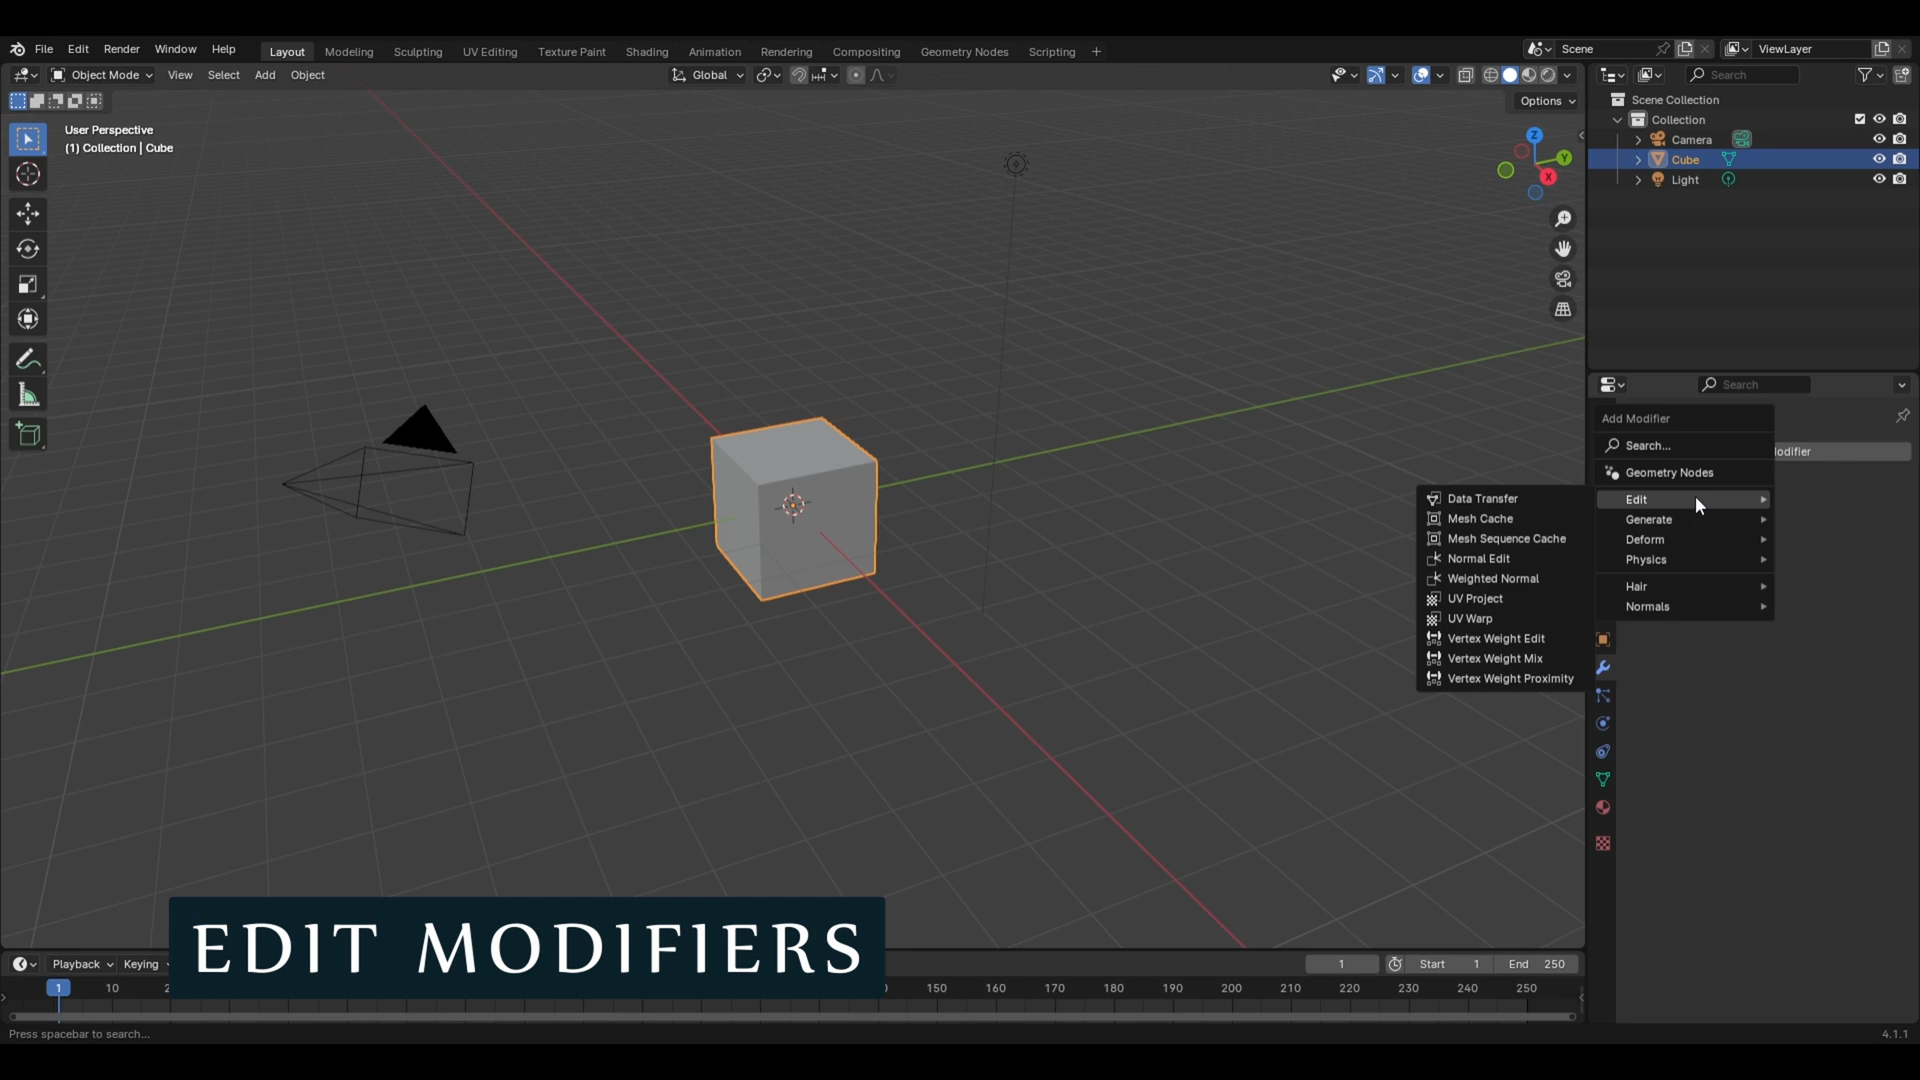 File Edit Render Window Help Layout Modeling Sculpting UV Editing Texture Paint Shading Animation Rendering Compositing Geometry Nodes Scripting + Scene ViewLayer
Object Mode View Select Add Object Global Search
Options
User Perspective
(1) Collection | Cube
Z
Y
X
Scene Collection
Collection
Camera
Cube
Light
Search
Add Modifier
Search...
odifier
Geometry Nodes
Edit
Generate
Deform
Physics
Hair
Normals
Data Transfer
Mesh Cache
Mesh Sequence Cache
Normal Edit
Weighted Normal
UV Project
UV Warp
Vertex Weight Edit
Vertex Weight Mix
Vertex Weight Proximity
EDIT MODIFIERS
Playback Keying 1 Start 1 End 250
1 10 150 160 170 180 190 200 210 220 230 240 250
Press spacebar to search... 4.1.1